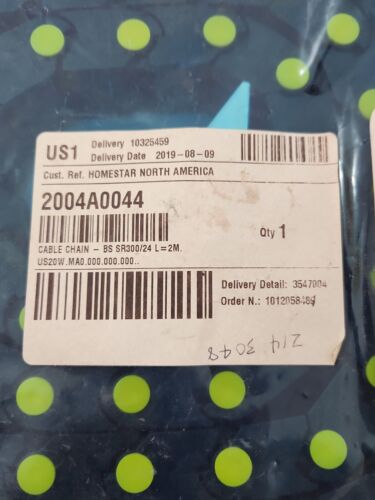 US1
Delivery 10325459
Delivery Date 2019-08-09
Cust. Ref. HOMESTAR NORTH AMERICA
2004A0044
Qty 1
CABLE CHAIN - BS SR300/24 L=2M.
US20W.MA0.000.000.000..
Delivery Detail: 3547004
Order N.:
214 3048